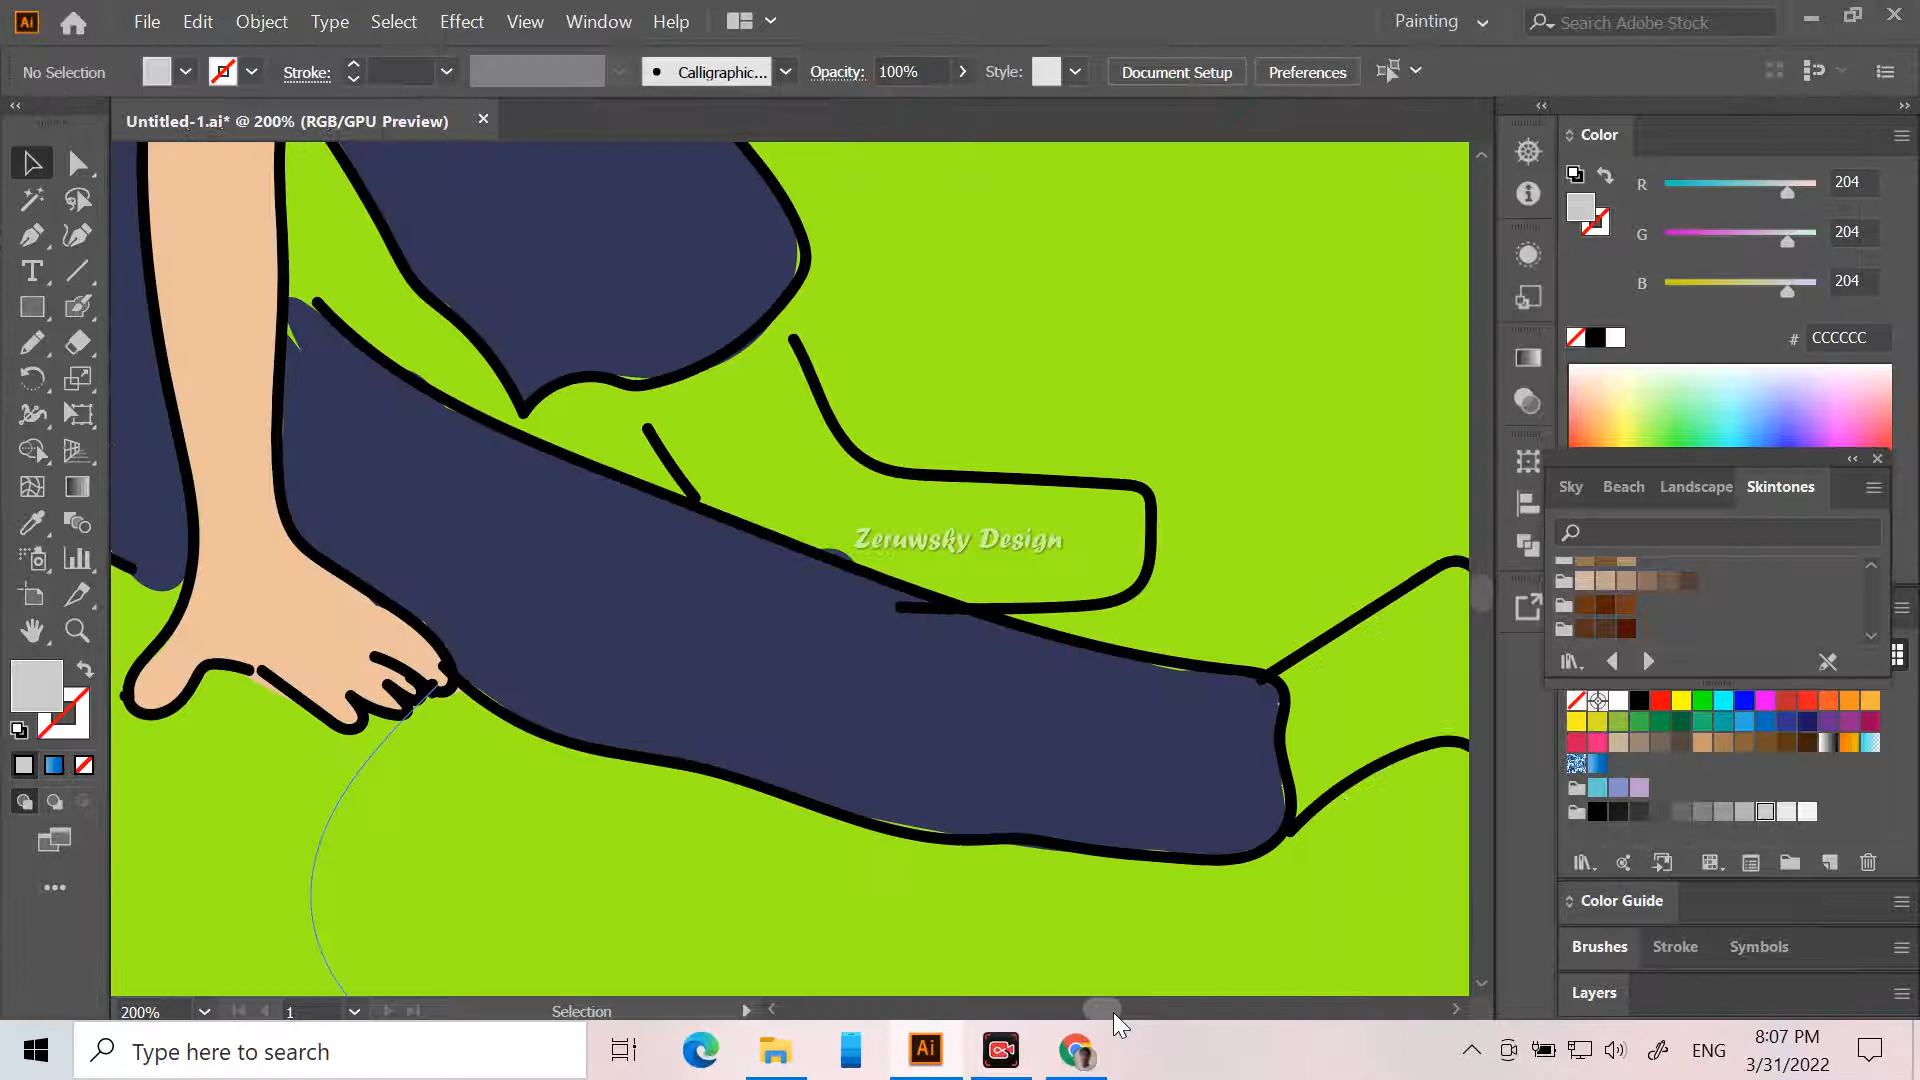 File Edit Object Type Select Effect View Window Help
Painting
Search Adobe Stock
No Selection
Stroke:
Calligraphic...
Opacity: 100%
Style:
Document Setup
Preferences
Untitled-1.ai* @ 200% (RGB/GPU Preview)
Color
R 204
G 204
B 204
# CCCCCC
Sky Beach Landscape Skintones
Zeruwsky Design
Color Guide
Brushes Stroke Symbols
Layers
200%
1
Selection
Type here to search
Ai
ENG
8:07 PM
3/31/2022